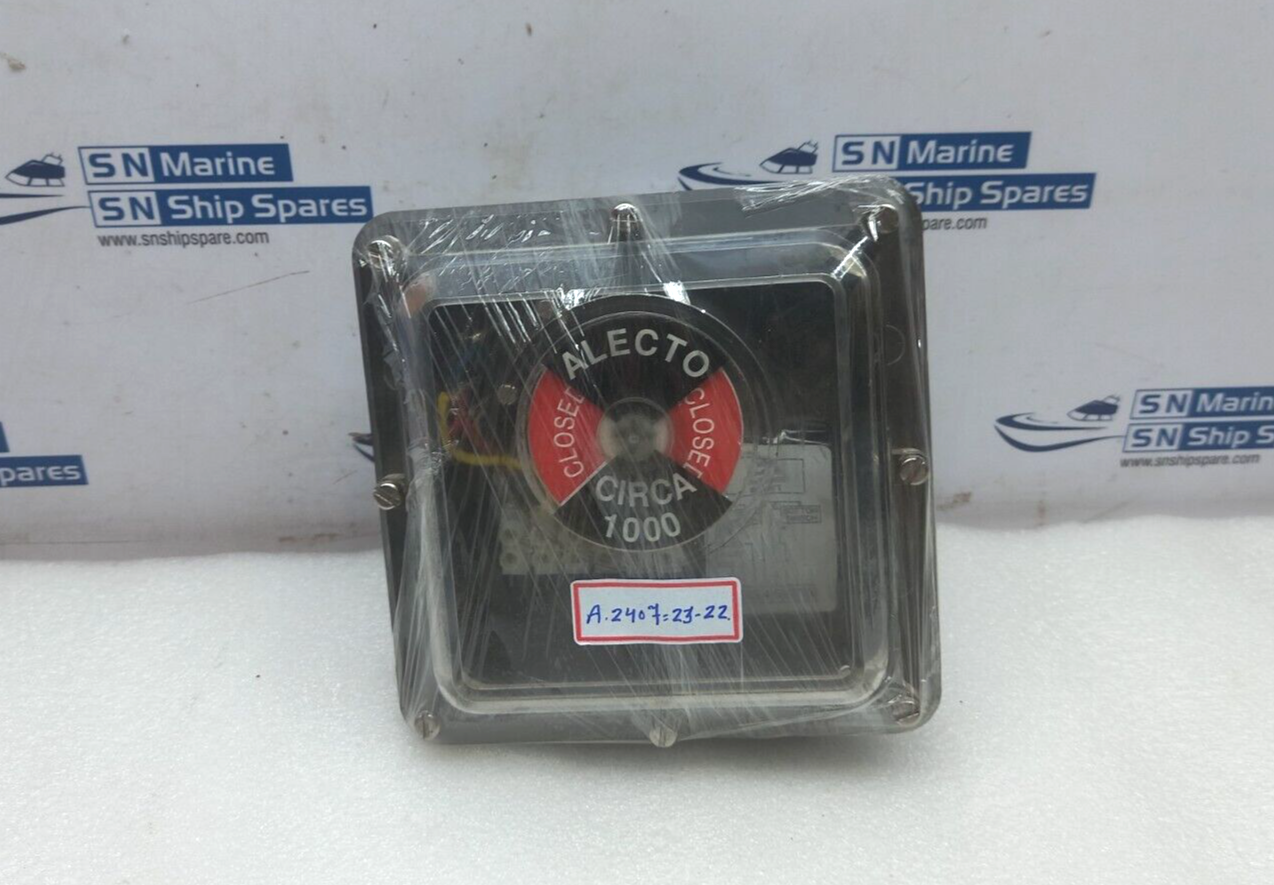 SN Marine
SN Ship Spares
www.snshipspare.com
SN Marine
Ship Spares
are.com
SN Marin
SN Ship S
www.snshipspare.c
Spares
ALECTO
CLOSED
CLOSED
CIRCA
1000
A.2407=23-22